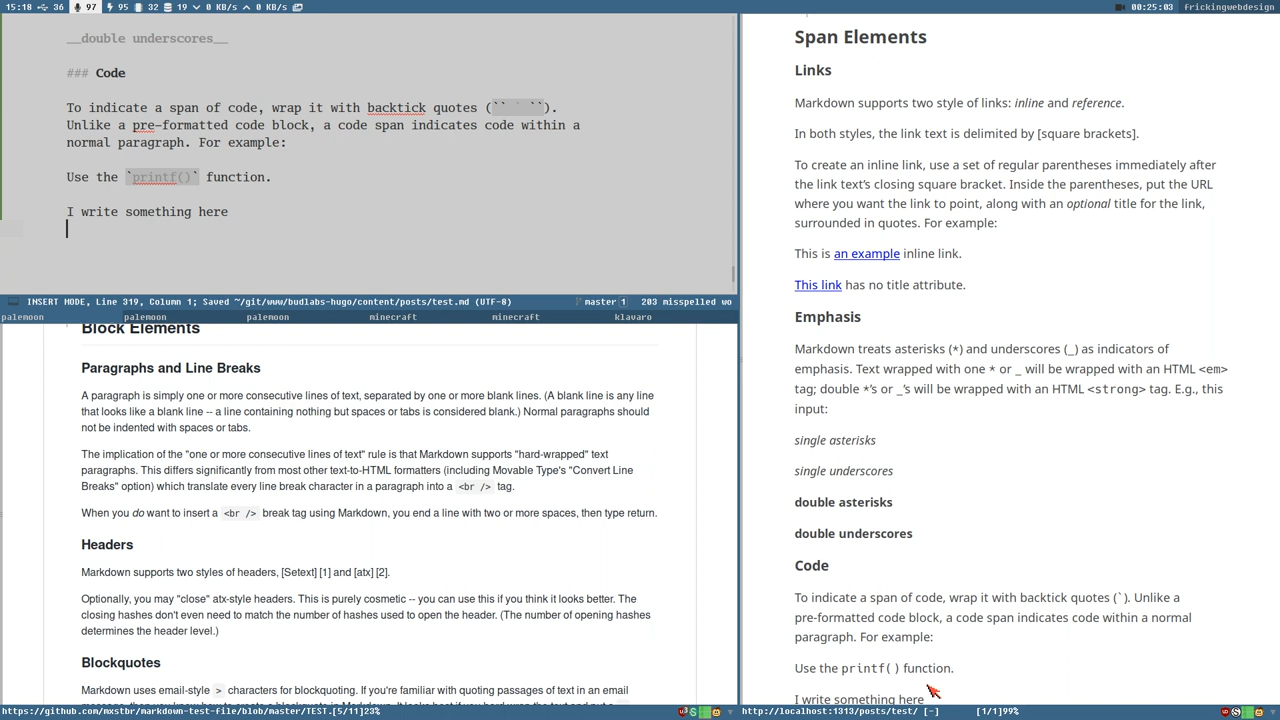 15:18 36 97 95 32 19 0 KB/s 0 KB/s
00:25:03 frickingwebdesign
__double underscores__
### Code
To indicate a span of code, wrap it with backtick quotes (`` ` ``).
Unlike a pre-formatted code block, a code span indicates code within a
normal paragraph. For example:
Use the `printf()` function.
I write something here
INSERT MODE, Line 319, Column 1; Saved ~/git/www/budlabs-hugo/content/posts/test.md (UTF-8) master 1 203 misspelled wo
palemoon palemoon palemoon minecraft minecraft klavaro
Block Elements
Paragraphs and Line Breaks
A paragraph is simply one or more consecutive lines of text, separated by one or more blank lines. (A blank line is any line
that looks like a blank line -- a line containing nothing but spaces or tabs is considered blank.) Normal paragraphs should
not be indented with spaces or tabs.
The implication of the "one or more consecutive lines of text" rule is that Markdown supports "hard-wrapped" text
paragraphs. This differs significantly from most other text-to-HTML formatters (including Movable Type's "Convert Line
Breaks" option) which translate every line break character in a paragraph into a <br /> tag.
When you do want to insert a <br /> break tag using Markdown, you end a line with two or more spaces, then type return.
Headers
Markdown supports two styles of headers, [Setext] [1] and [atx] [2].
Optionally, you may "close" atx-style headers. This is purely cosmetic -- you can use this if you think it looks better. The
closing hashes don't even need to match the number of hashes used to open the header. (The number of opening hashes
determines the header level.)
Blockquotes
Markdown uses email-style > characters for blockquoting. If you're familiar with quoting passages of text in an email
https://github.com/mostbr/markdown-test-file/blob/master/TEST.[5/11]23%
Span Elements
Links
Markdown supports two style of links: inline and reference.
In both styles, the link text is delimited by [square brackets].
To create an inline link, use a set of regular parentheses immediately after
the link text’s closing square bracket. Inside the parentheses, put the URL
where you want the link to point, along with an optional title for the link,
surrounded in quotes. For example:
This is an example inline link.
This link has no title attribute.
Emphasis
Markdown treats asterisks (*) and underscores (_) as indicators of
emphasis. Text wrapped with one * or _ will be wrapped with an HTML <em>
tag; double *’s or _’s will be wrapped with an HTML <strong> tag. E.g., this
input:
single asterisks
single underscores
double asterisks
double underscores
Code
To indicate a span of code, wrap it with backtick quotes (`). Unlike a
pre-formatted code block, a code span indicates code within a normal
paragraph. For example:
Use the printf() function.
I write something here
http://localhost:1313/posts/test/ [-] [1/1]99%